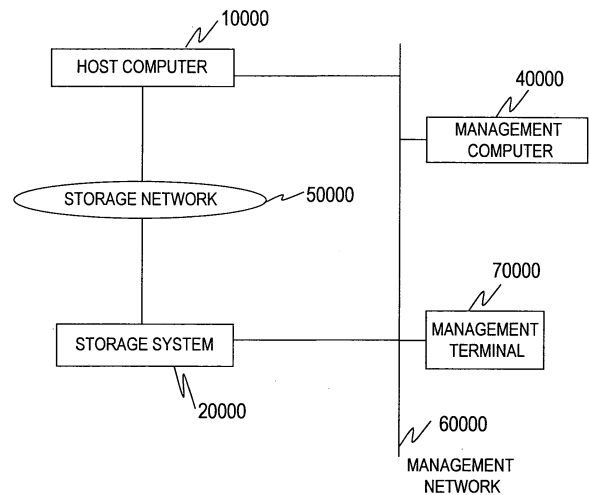 10000
HOST COMPUTER
40000
MANAGEMENT
COMPUTER
STORAGE NETWORK
50000
70000
MANAGEMENT
TERMINAL
STORAGE SYSTEM
20000
60000
MANAGEMENT
NETWORK